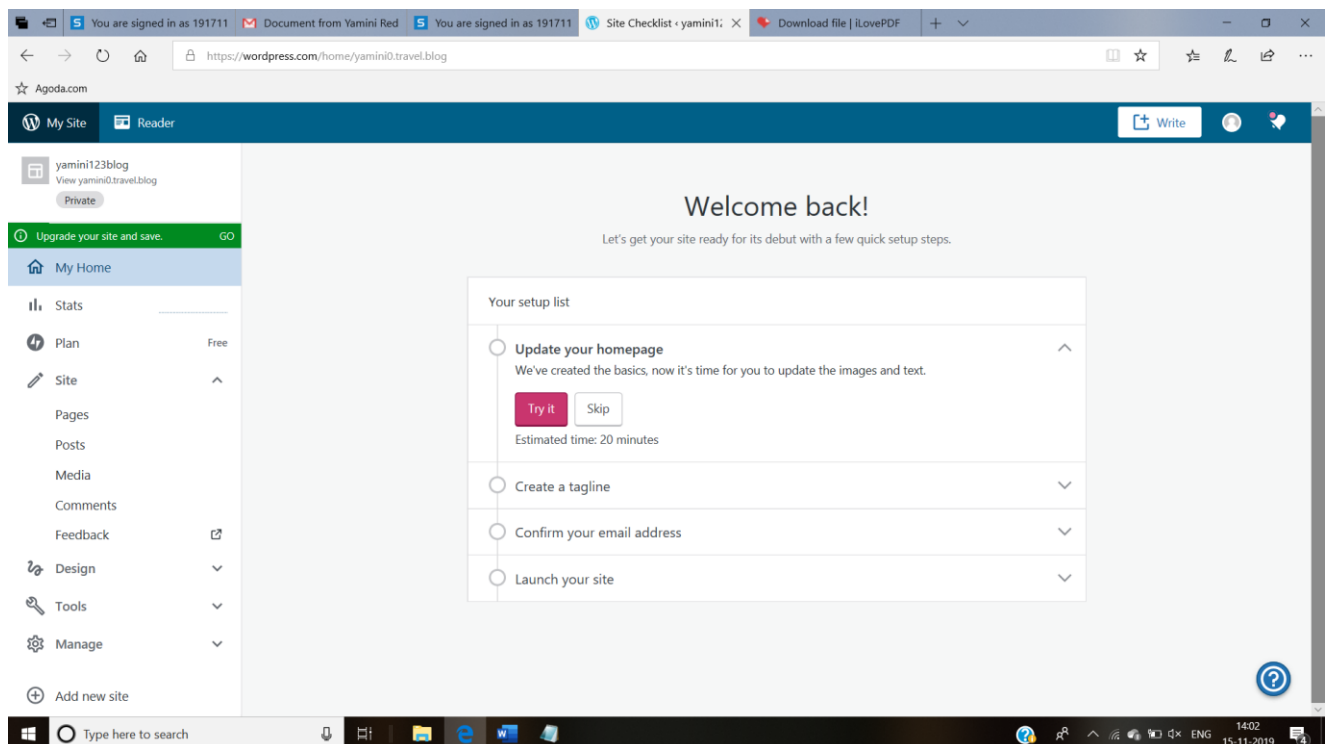 You are signed in as 191711
Document from Yamini Red
You are signed in as 191711
Site Checklist ‹ yamini12
Download file | iLovePDF
https://wordpress.com/home/yamini0.travel.blog
Agoda.com
My Site
Reader
Write
yamini123blog
View yamini0.travel.blog
Private
Upgrade your site and save. GO
My Home
Stats
Plan Free
Site
Pages
Posts
Media
Comments
Feedback
Design
Tools
Manage
Add new site
Welcome back!
Let's get your site ready for its debut with a few quick setup steps.
Your setup list
Update your homepage
We've created the basics, now it's time for you to update the images and text.
Try it
Skip
Estimated time: 20 minutes
Create a tagline
Confirm your email address
Launch your site
Type here to search
ENG
14:02
15-11-2019
4